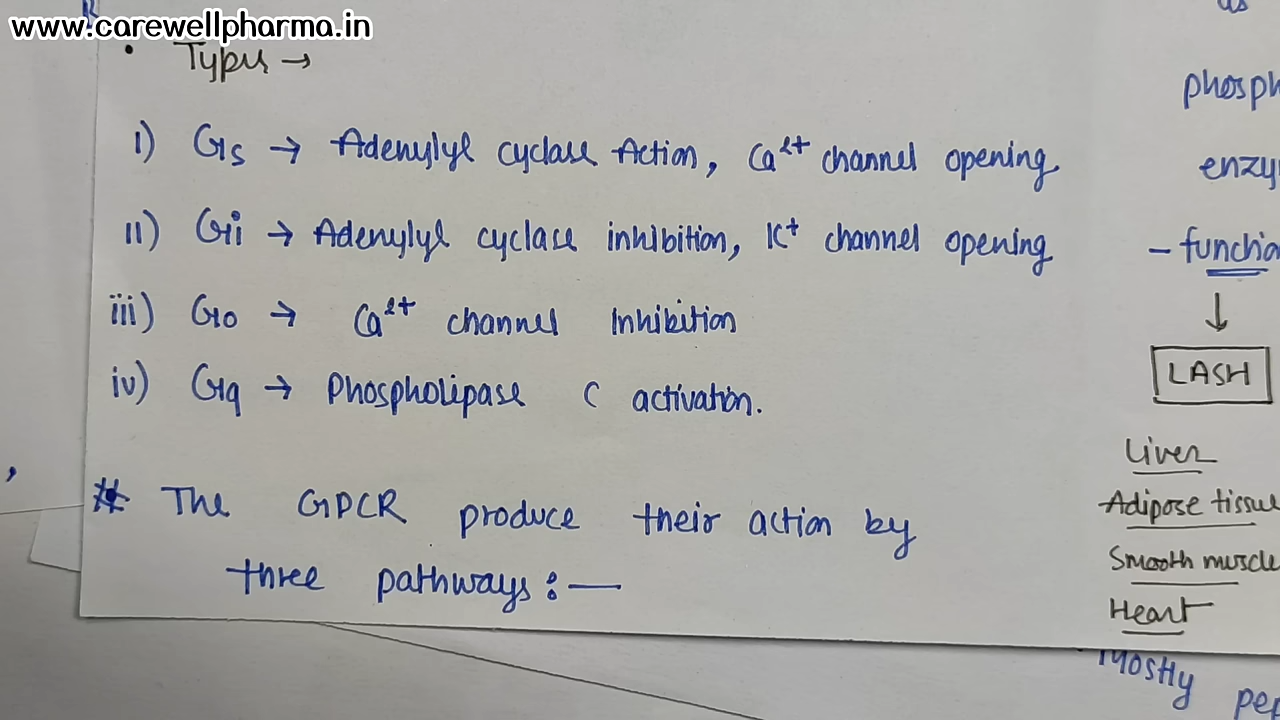 www.carewellpharma.in
• Types →
i) Gs → Adenylyl cyclase Action, Ca2+ channel opening
ii) Gi → Adenylyl cyclase inhibition, K+ channel opening
iii) Go → Ca2+ channel Inhibition
iv) Gq → Phospholipase C activation.
# The GPCR produce their action by
three pathways :—
as
phosph
enzy
- functio
↓
LASH
Liver
Adipose tissue
Smooth muscle
Heart
Mostly pep